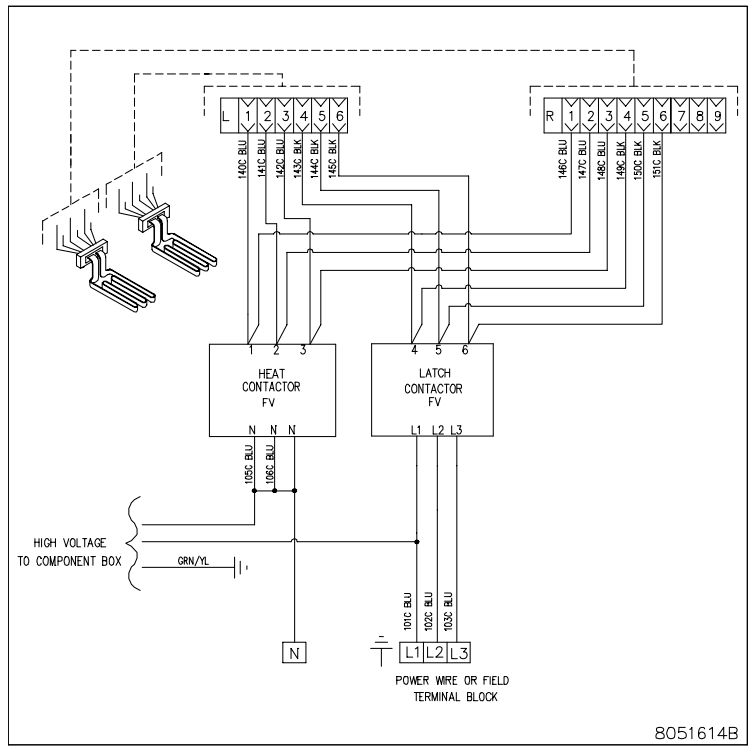 L 1 2 3 4 5 6
R 1 2 3 4 5 6 7 8 9
140C BLU
141C BLU
142C BLU
143C BLK
144C BLK
145C BLK
146C BLU
147C BLU
148C BLU
149C BLK
150C BLK
151C BLK
1 2 3
HEAT
CONTACTOR
FV
N N N
4 5 6
LATCH
CONTACTOR
FV
L1 L2 L3
105C BLU
106C BLU
HIGH VOLTAGE
TO COMPONENT BOX
GRN/YL
101C BLU
102C BLU
103C BLU
N
L1 L2 L3
POWER WIRE OR FIELD
TERMINAL BLOCK
8051614B